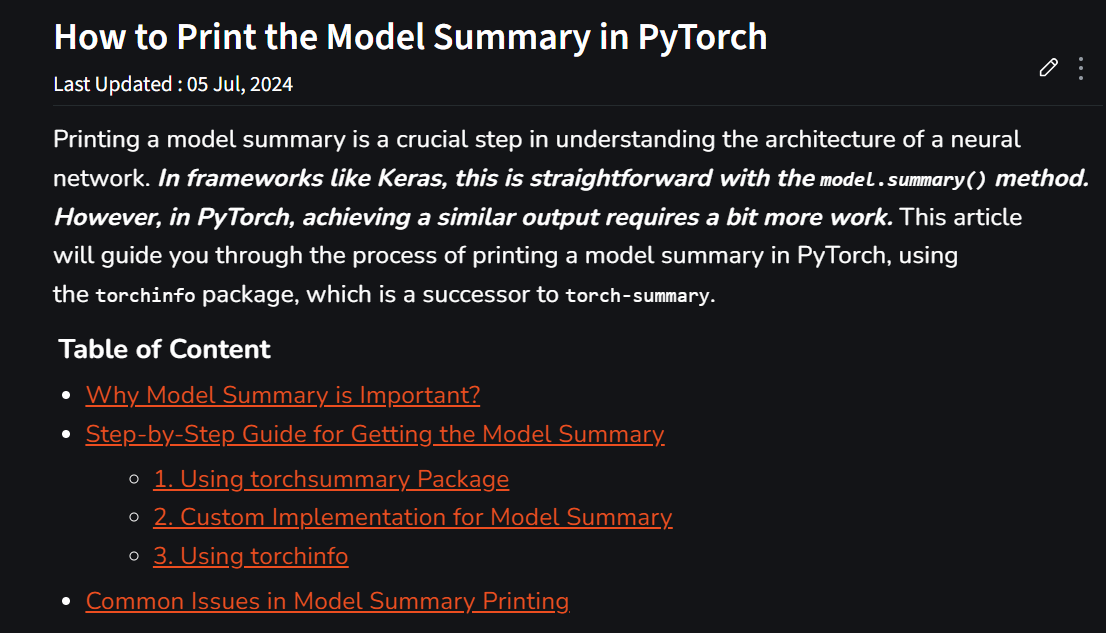 How to Print the Model Summary in PyTorch
Last Updated : 05 Jul, 2024
Printing a model summary is a crucial step in understanding the architecture of a neural
network. In frameworks like Keras, this is straightforward with the model.summary() method.
However, in PyTorch, achieving a similar output requires a bit more work. This article
will guide you through the process of printing a model summary in PyTorch, using
the torchinfo package, which is a successor to torch-summary.
Table of Content
Why Model Summary is Important?
Step-by-Step Guide for Getting the Model Summary
1. Using torchsummary Package
2. Custom Implementation for Model Summary
3. Using torchinfo
Common Issues in Model Summary Printing